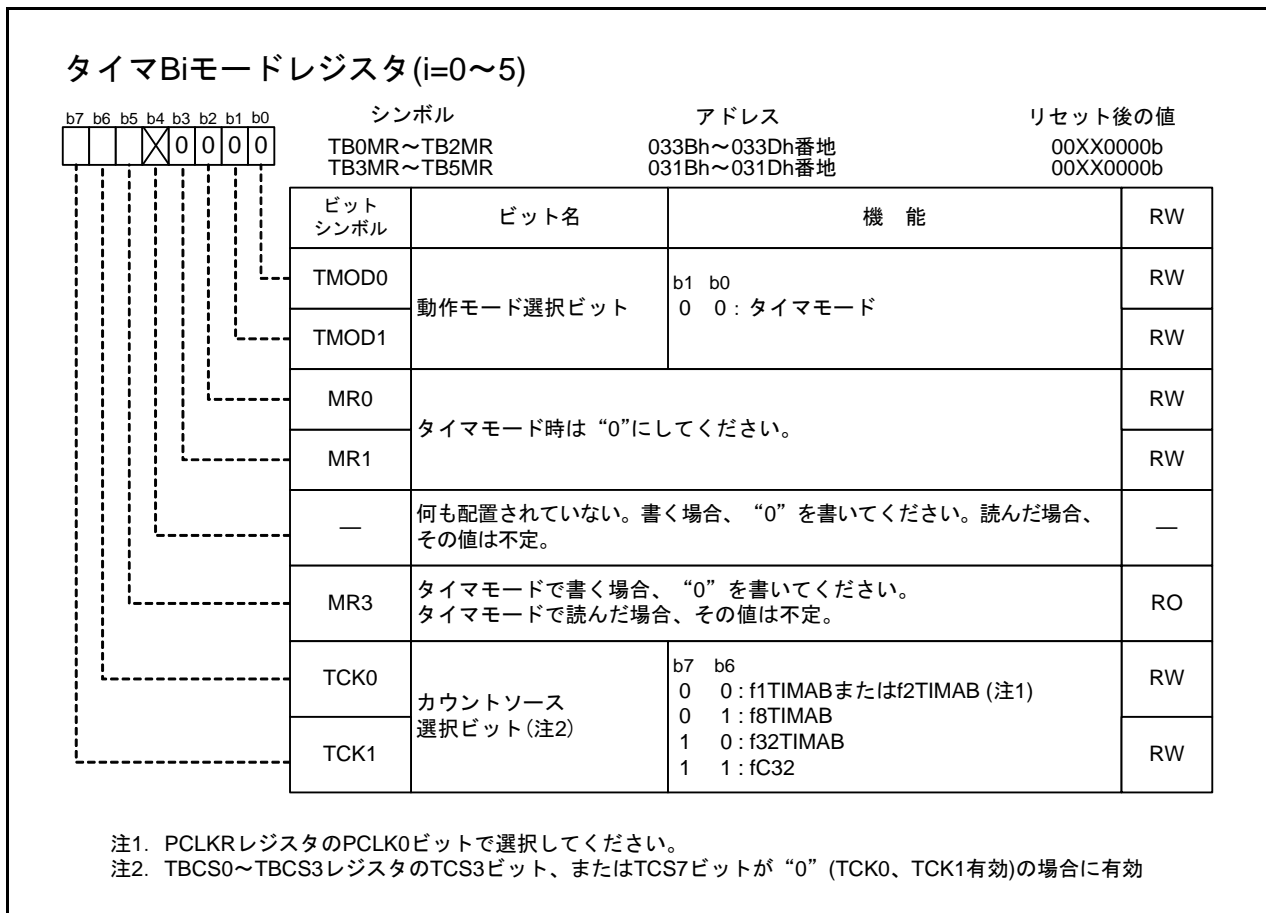 タイマBiモードレジスタ(i=0～5)
b7 b6 b5 b4 b3 b2 b1 b0
0 0 0 0
シンボル アドレス リセット後の値
TB0MR～TB2MR 033Bh～033Dh番地 00XX0000b
TB3MR～TB5MR 031Bh～031Dh番地 00XX0000b
ビット
シンボル
ビット名
機 能
RW
TMOD0
TMOD1
動作モード選択ビット
b1 b0
0 0 : タイマモード
RW
RW
MR0
MR1
タイマモード時は“0”にしてください。
RW
RW
—
何も配置されていない。書く場合、“0”を書いてください。読んだ場合、
その値は不定。
—
MR3
タイマモードで書く場合、“0”を書いてください。
タイマモードで読んだ場合、その値は不定。
RO
TCK0
TCK1
カウントソース
選択ビット(注2)
b7 b6
0 0 : f1TIMABまたはf2TIMAB (注1)
0 1 : f8TIMAB
1 0 : f32TIMAB
1 1 : fC32
RW
RW
注1. PCLKRレジスタのPCLK0ビットで選択してください。
注2. TBCS0～TBCS3レジスタのTCS3ビット、またはTCS7ビットが“0”(TCK0、TCK1有効)の場合に有効